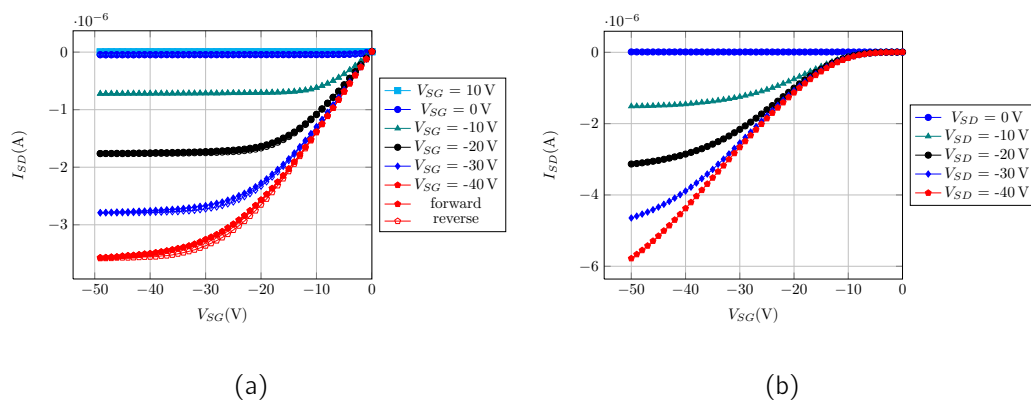 ·10⁻⁶
0
−1
−2
−3
I_SD(A)
−50 −40 −30 −20 −10 0
V_SG(V)
V_SG = 10 V
V_SG = 0 V
V_SG = -10 V
V_SG = -20 V
V_SG = -30 V
V_SG = -40 V
forward
reverse
(a)
·10⁻⁶
0
−2
−4
−6
I_SD(A)
−50 −40 −30 −20 −10 0
V_SG(V)
V_SD = 0 V
V_SD = -10 V
V_SD = -20 V
V_SD = -30 V
V_SD = -40 V
(b)